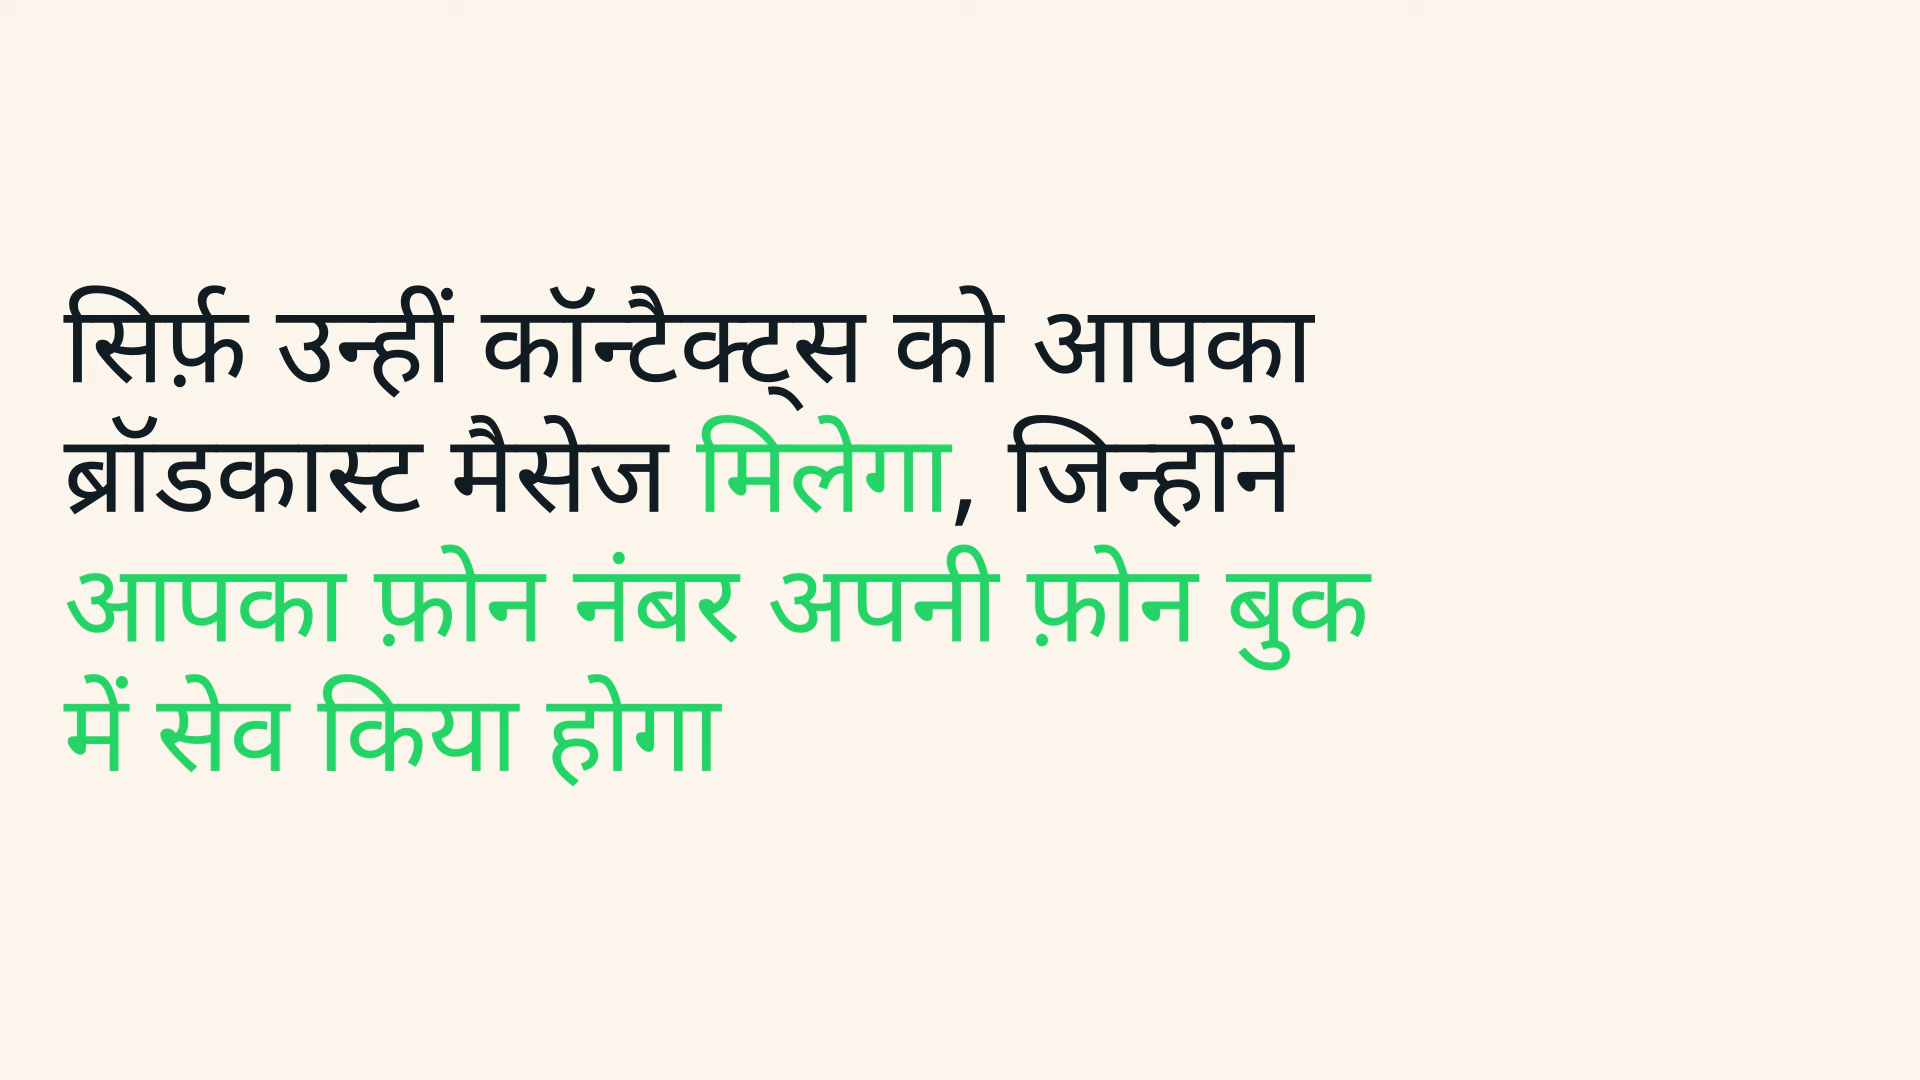 सिर्फ़ उन्हीं कॉन्टैक्ट्स को आपका
ब्रॉडकास्ट मैसेज मिलेगा, जिन्होंने
आपका फ़ोन नंबर अपनी फ़ोन बुक
में सेव किया होगा